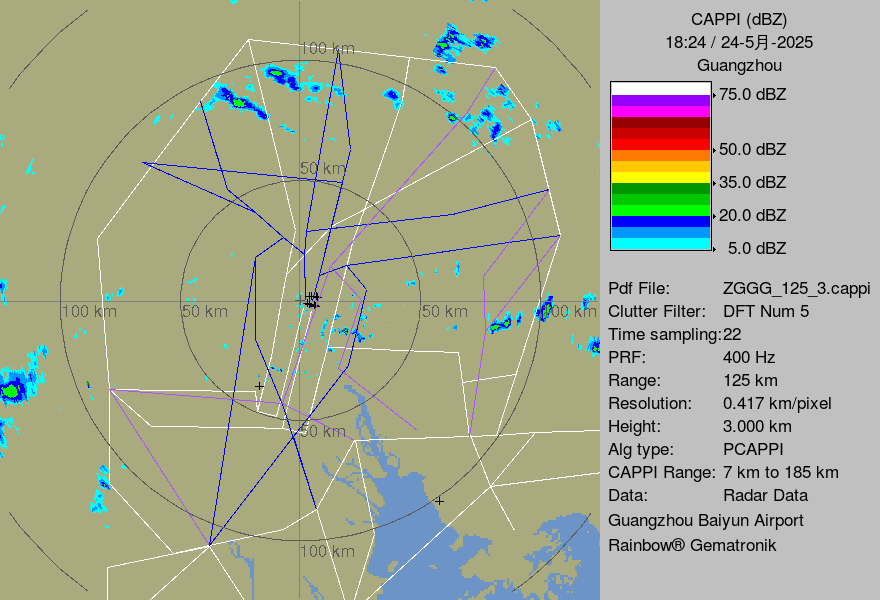 100 km
50 km
100 km
50 km
50 km
100 km
50 km
100 km
CAPPI (dBZ)
18:24 / 24-5月-2025
Guangzhou
75.0 dBZ
50.0 dBZ
35.0 dBZ
20.0 dBZ
5.0 dBZ
Pdf File: ZGGG_125_3.cappi
Clutter Filter: DFT Num 5
Time sampling:22
PRF: 400 Hz
Range: 125 km
Resolution: 0.417 km/pixel
Height: 3.000 km
Alg type: PCAPPI
CAPPI Range: 7 km to 185 km
Data: Radar Data
Guangzhou Baiyun Airport
Rainbow® Gematronik